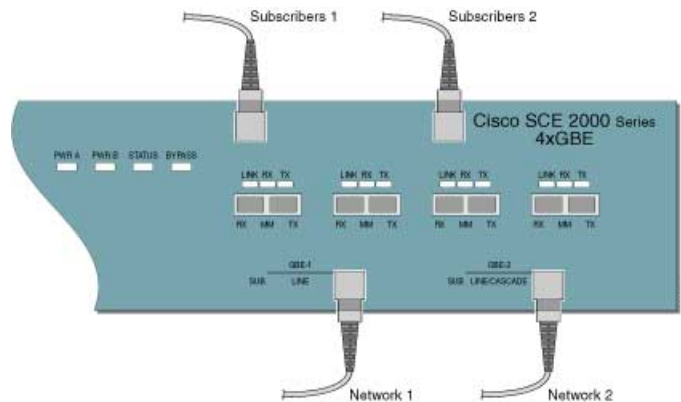 Subscribers 1
Subscribers 2
Cisco SCE 2000 Series
4xGBE
PWR A PWR B STATUS BYPASS
LINK RX TX
LINK RX TX
LINK RX TX
LINK RX TX
RX MM TX
RX MM TX
RX MM TX
RX MM TX
GBE-1
SUB LINE
GBE-2
SUB LINE/CASCADE
Network 1
Network 2